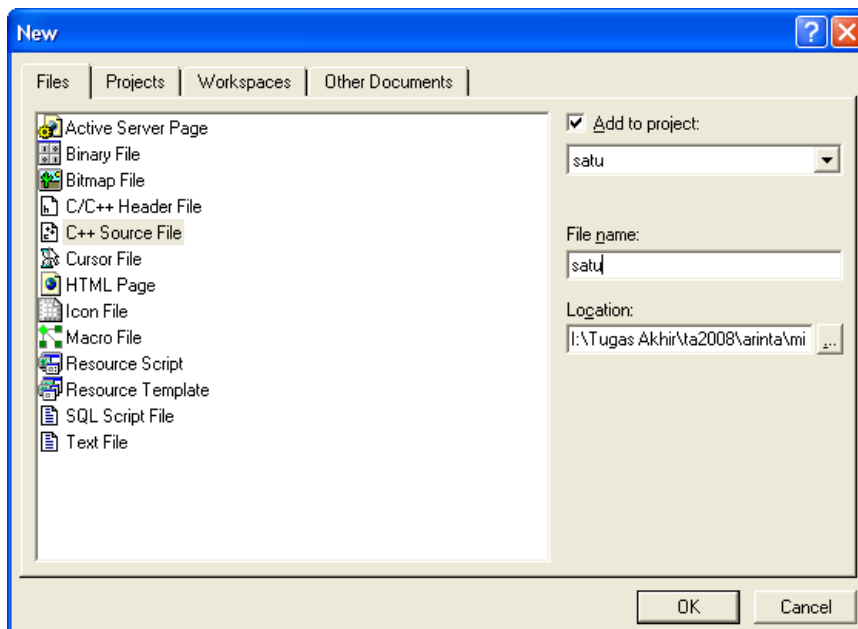 New
Files Projects Workspaces Other Documents
Active Server Page
Binary File
Bitmap File
C/C++ Header File
C++ Source File
Cursor File
HTML Page
Icon File
Macro File
Resource Script
Resource Template
SQL Script File
Text File
Add to project:
satu
File name:
satu
Location:
I:\Tugas Akhir\ta2008\arinta\mi ...
OK Cancel